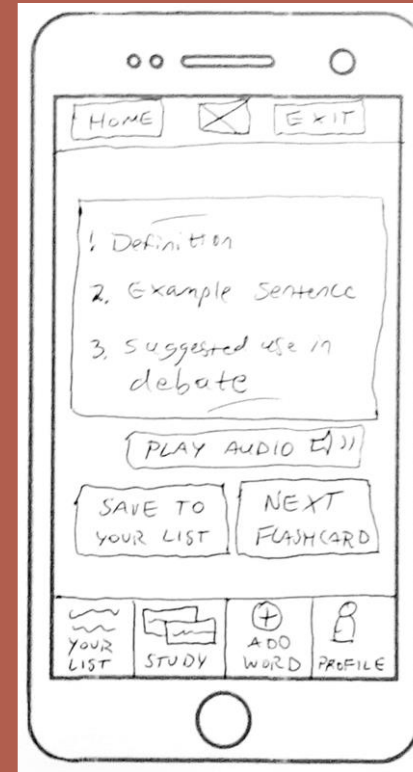 HOME EXIT
1. Definition
2. Example Sentence
3. Suggested use in
debate
PLAY AUDIO
SAVE TO
YOUR LIST
NEXT
FLASHCARD
YOUR
LIST
STUDY
ADD
WORD
PROFILE